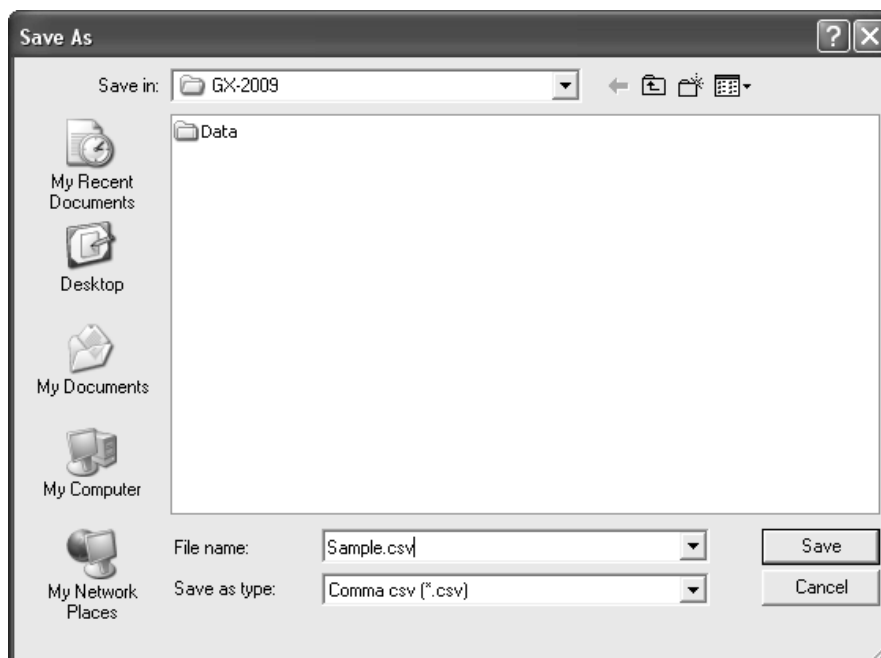 Save As
Save in: GX-2009
Data
My Recent
Documents
Desktop
My Documents
My Computer
My Network
Places
File name: Sample.csv
Save as type: Comma csv (*.csv)
Save
Cancel